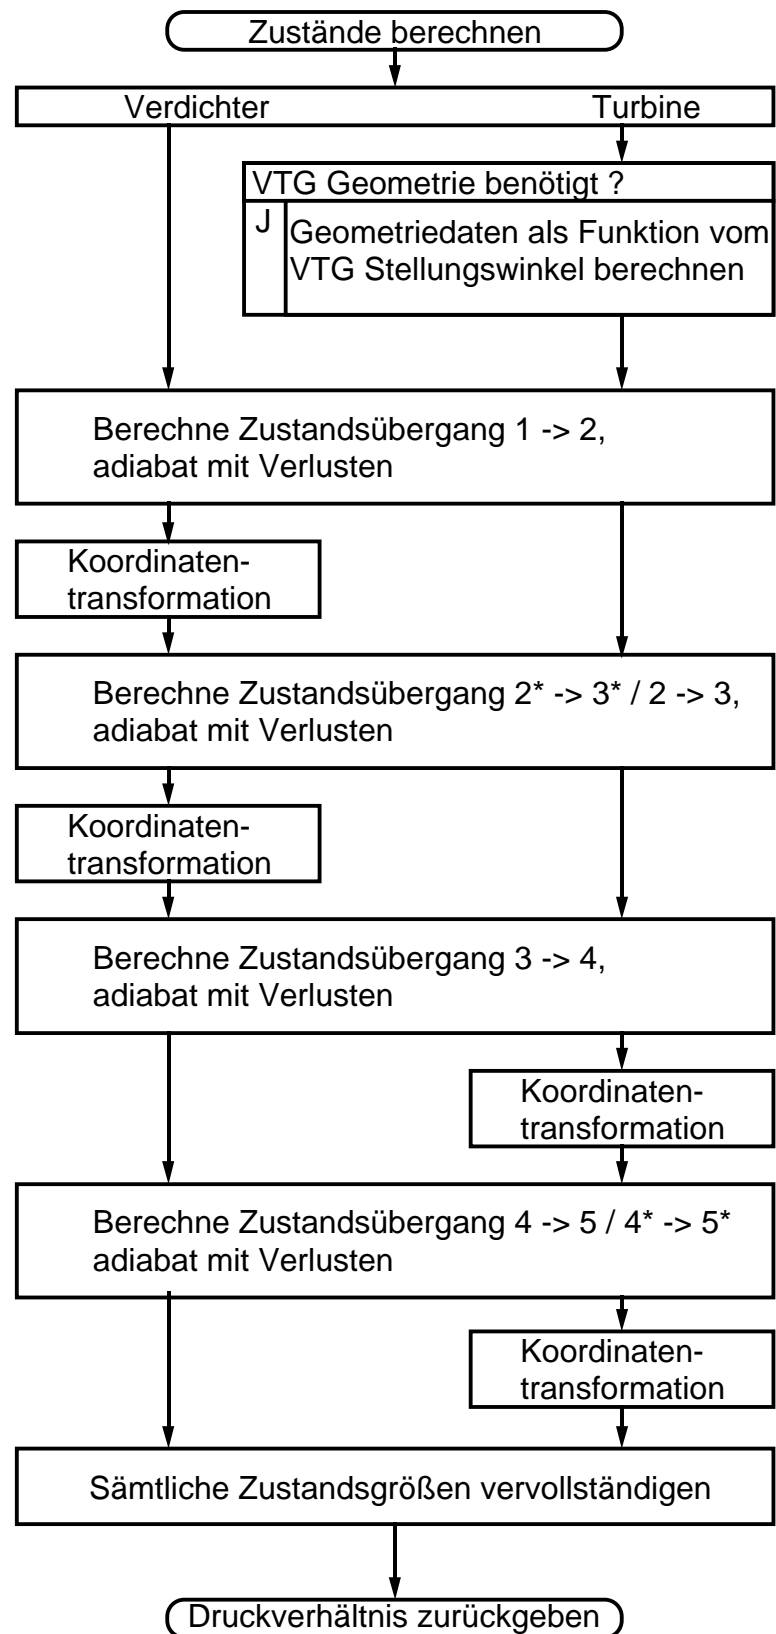 Zustände berechnen
Verdichter Turbine
VTG Geometrie benötigt ?
J
Geometriedaten als Funktion vom
VTG Stellungswinkel berechnen
Berechne Zustandsübergang 1 -> 2,
adiabat mit Verlusten
Koordinaten-
transformation
Berechne Zustandsübergang 2* -> 3* / 2 -> 3,
adiabat mit Verlusten
Koordinaten-
transformation
Berechne Zustandsübergang 3 -> 4,
adiabat mit Verlusten
Koordinaten-
transformation
Berechne Zustandsübergang 4 -> 5 / 4* -> 5*
adiabat mit Verlusten
Koordinaten-
transformation
Sämtliche Zustandsgrößen vervollständigen
Druckverhältnis zurückgeben